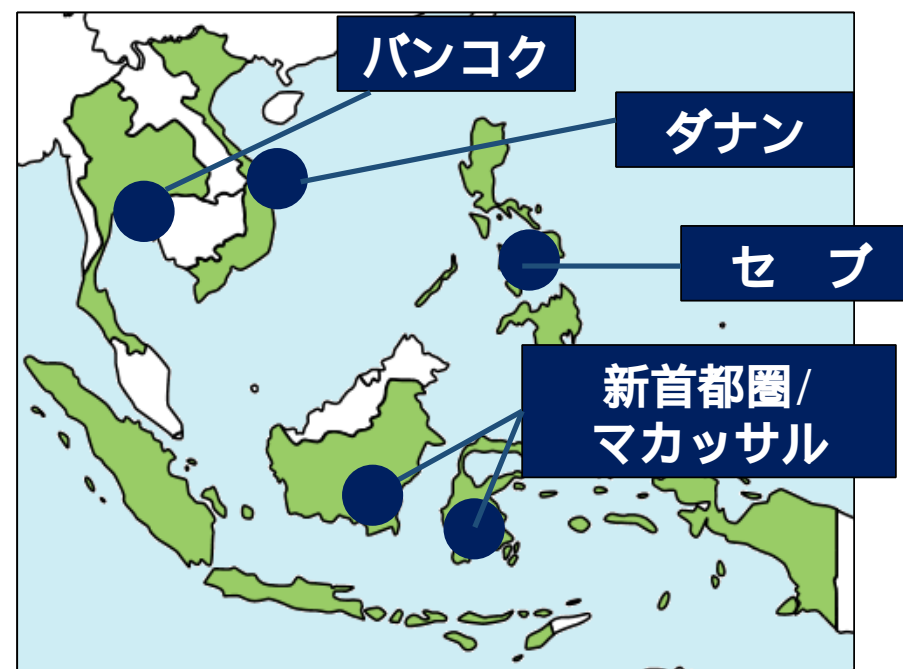 バンコク
ダナン
セ　ブ
新首都圏/
マカッサル